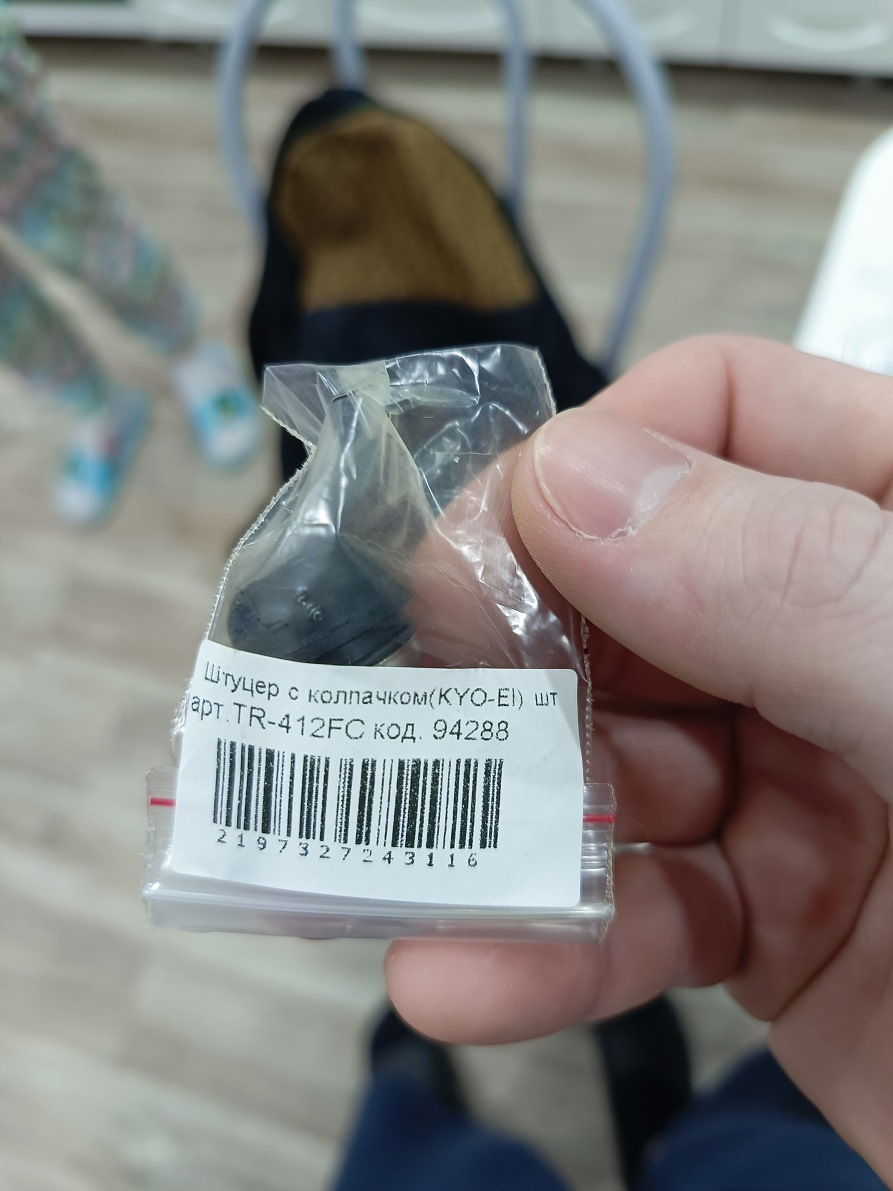 Штуцер с колпачком(KYO-EI) шт
арт.TR-412FC код. 94288
2197327243116